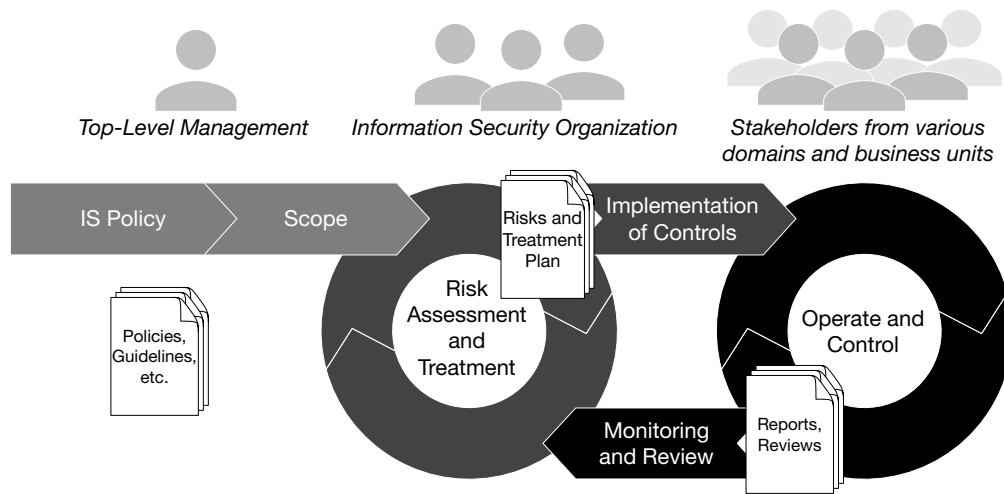 Top-Level Management
Information Security Organization
Stakeholders from various
domains and business units
IS Policy
Scope
Risks and
Treatment
Plan
Implementation
of Controls
Policies,
Guidelines,
etc.
Risk
Assessment
and
Treatment
Operate and
Control
Monitoring
and Review
Reports,
Reviews